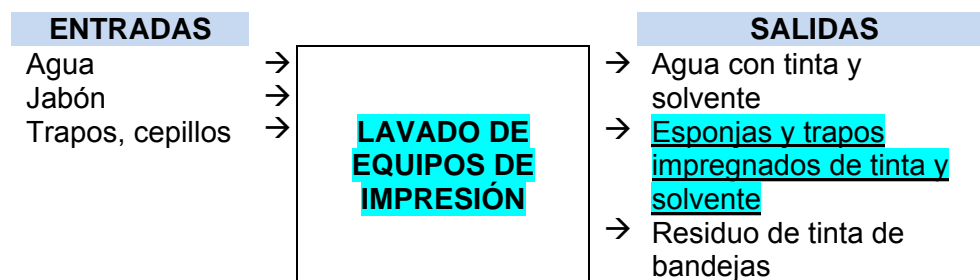 ENTRADAS
Agua →
Jabón →
Trapos, cepillos →
LAVADO DE
EQUIPOS DE
IMPRESIÓN
SALIDAS
→ Agua con tinta y
solvente
→ Esponjas y trapos
impregnados de tinta y
solvente
→ Residuo de tinta de
bandejas